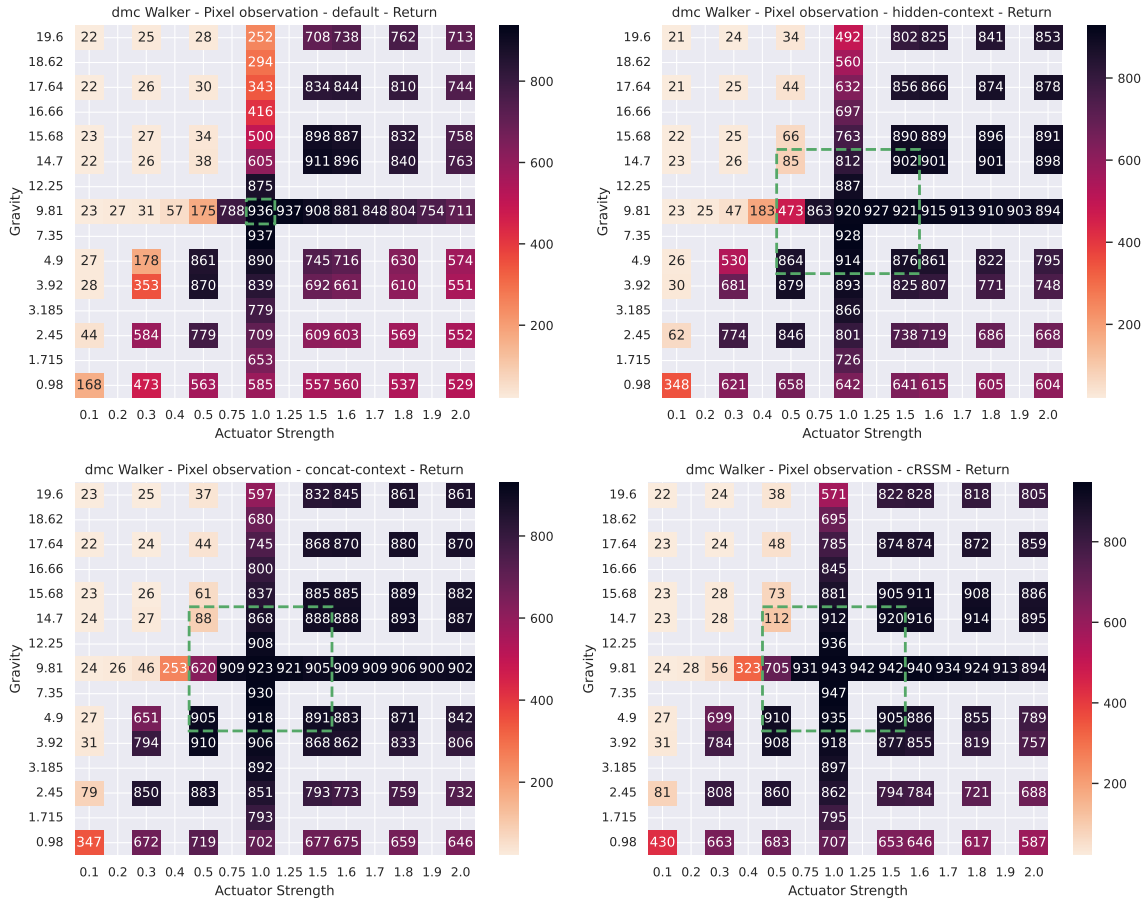 dmc Walker - Pixel observation - default - Return
19.6 22 25 28 252 708 738 762 713
18.62 294
17.64 22 26 30 343 834 844 810 744
16.66 416
15.68 23 27 34 500 898 887 832 758
14.7 22 26 38 605 911 896 840 763
12.25 875
9.81 23 27 31 57 175 788 936 937 908 881 848 804 754 711
7.35 937
4.9 27 178 861 890 745 716 630 574
3.92 28 353 870 839 692 661 610 551
3.185 779
2.45 44 584 779 709 609 603 569 552
1.715 653
0.98 168 473 563 585 557 560 537 529
0.1 0.2 0.3 0.4 0.5 0.75 1.0 1.25 1.5 1.6 1.7 1.8 1.9 2.0
Actuator Strength
Gravity
800
600
400
200
dmc Walker - Pixel observation - hidden-context - Return
19.6 21 24 34 492 802 825 841 853
18.62 560
17.64 21 25 44 632 856 866 874 878
16.66 697
15.68 22 25 66 763 890 889 896 891
14.7 23 26 85 812 902 901 901 898
12.25 887
9.81 23 25 47 183 473 863 920 927 921 915 913 910 903 894
7.35 928
4.9 26 530 864 914 876 861 822 795
3.92 30 681 879 893 825 807 771 748
3.185 866
2.45 62 774 846 801 738 719 686 668
1.715 726
0.98 348 621 658 642 641 615 605 604
0.1 0.2 0.3 0.4 0.5 0.75 1.0 1.25 1.5 1.6 1.7 1.8 1.9 2.0
Actuator Strength
Gravity
800
600
400
200
dmc Walker - Pixel observation - concat-context - Return
19.6 23 25 37 597 832 845 861 861
18.62 680
17.64 22 24 44 745 868 870 880 870
16.66 800
15.68 23 26 61 837 885 885 889 882
14.7 24 27 88 868 888 888 893 887
12.25 908
9.81 24 26 46 253 620 909 923 921 905 909 909 906 900 902
7.35 930
4.9 27 651 905 918 891 883 871 842
3.92 31 794 910 906 868 862 833 806
3.185 892
2.45 79 850 883 851 793 773 759 732
1.715 793
0.98 347 672 719 702 677 675 659 646
0.1 0.2 0.3 0.4 0.5 0.75 1.0 1.25 1.5 1.6 1.7 1.8 1.9 2.0
Actuator Strength
Gravity
800
600
400
200
dmc Walker - Pixel observation - cRSSM - Return
19.6 22 24 38 571 822 828 818 805
18.62 695
17.64 23 24 48 785 874 874 872 859
16.66 845
15.68 23 28 73 881 905 911 908 886
14.7 23 28 112 912 920 916 914 895
12.25 936
9.81 24 28 56 323 705 931 943 942 942 940 934 924 913 894
7.35 947
4.9 27 699 910 935 905 886 855 789
3.92 31 784 908 918 877 855 819 757
3.185 897
2.45 81 808 860 862 794 784 721 688
1.715 795
0.98 430 663 683 707 653 646 617 587
0.1 0.2 0.3 0.4 0.5 0.75 1.0 1.25 1.5 1.6 1.7 1.8 1.9 2.0
Actuator Strength
Gravity
800
600
400
200